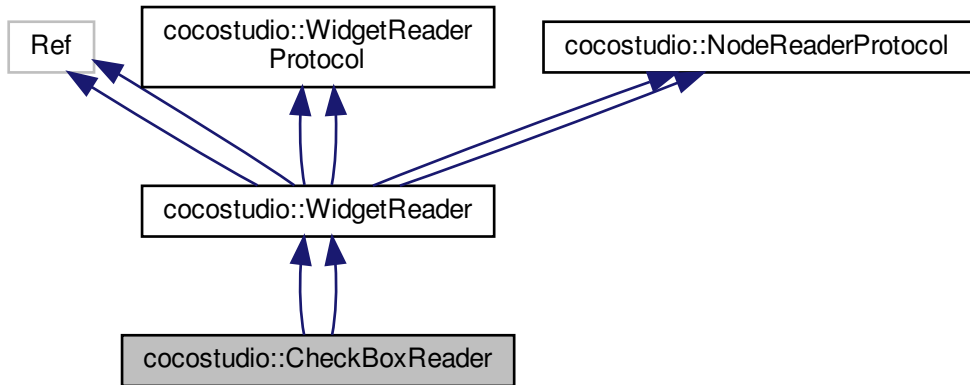 Ref
cocostudio::WidgetReader
Protocol
cocostudio::NodeReaderProtocol
cocostudio::WidgetReader
cocostudio::CheckBoxReader